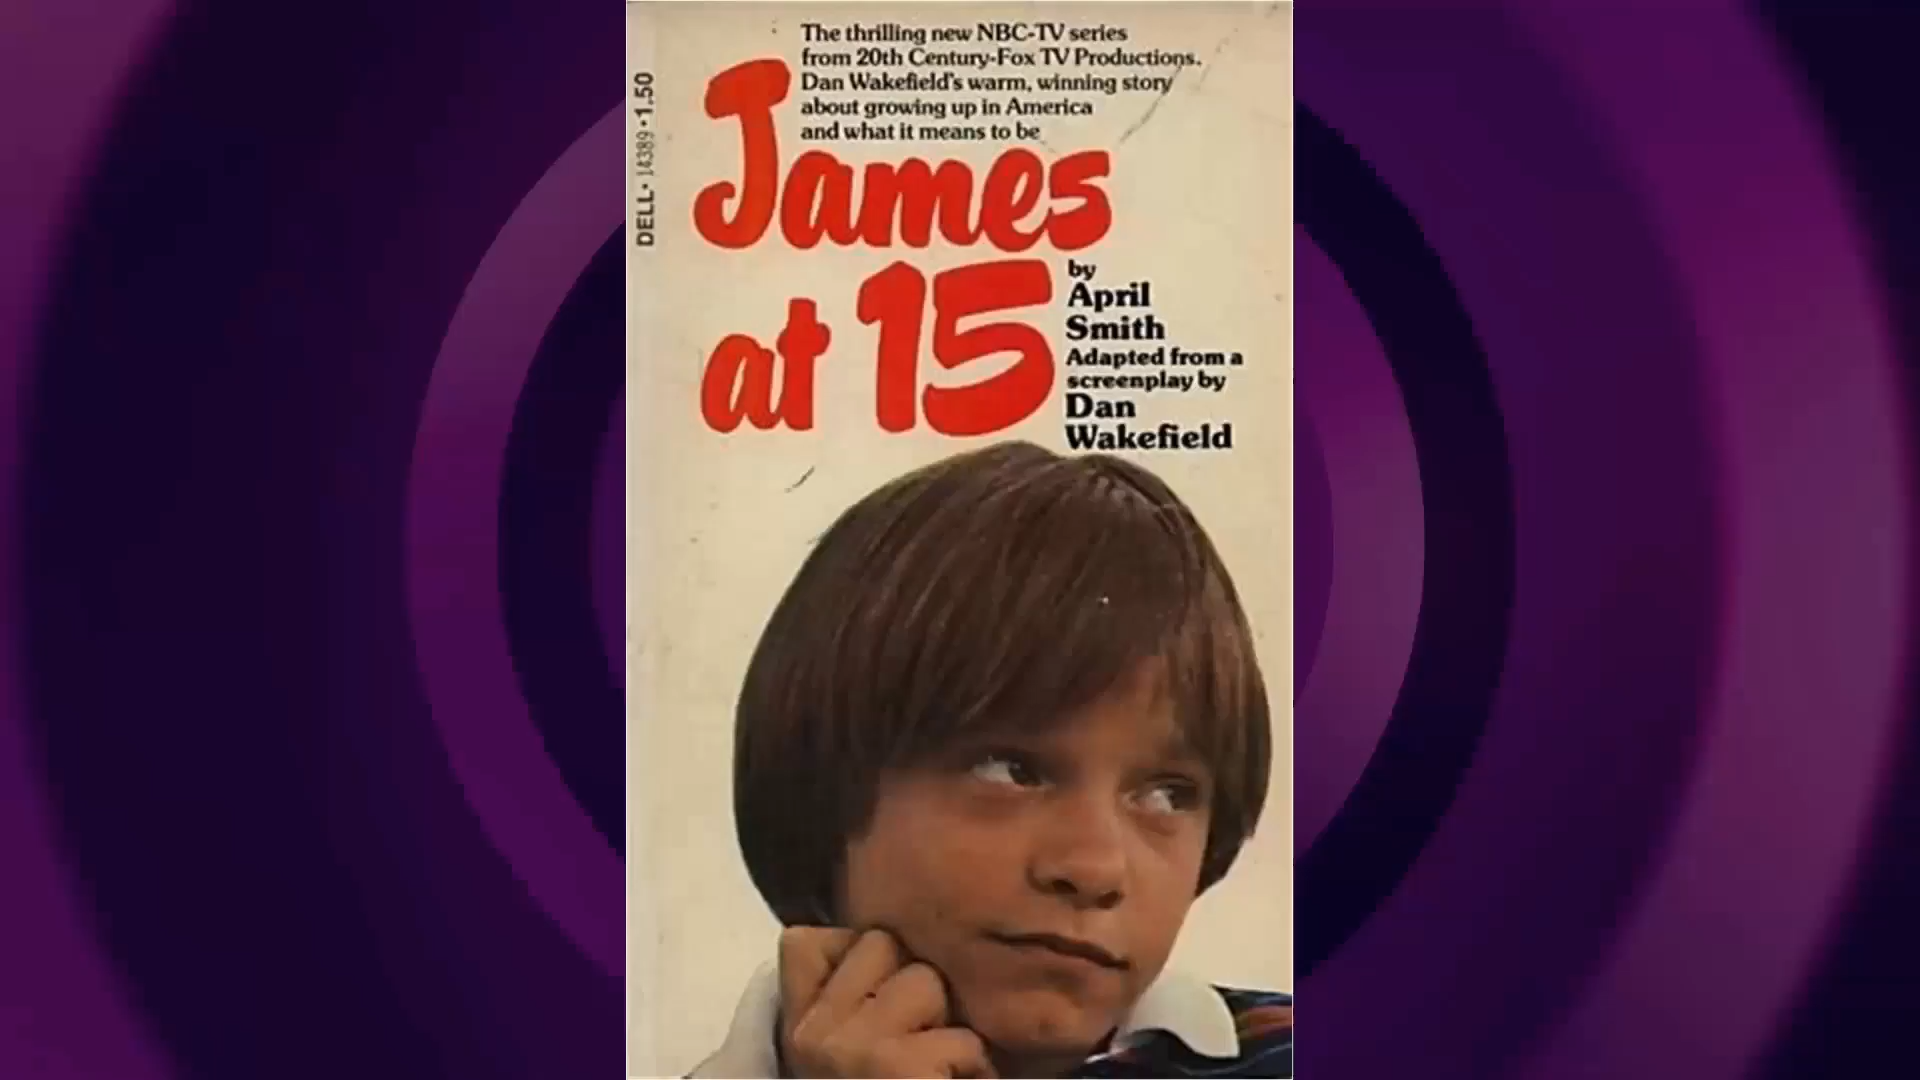 The thrilling new NBC-TV series
from 20th Century-Fox TV Productions.
Dan Wakefield's warm, winning story
about growing up in America
and what it means to be
James
at 15
by
April
Smith
Adapted from a
screenplay by
Dan
Wakefield
DELL • 14389 • 1.50